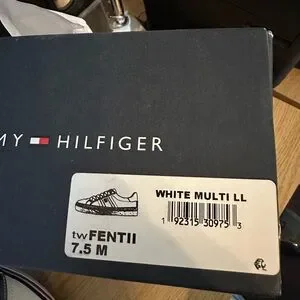 MY HILFIGER
WHITE MULTI LL
1 92315 30975 3
twFENTII
7.5 M